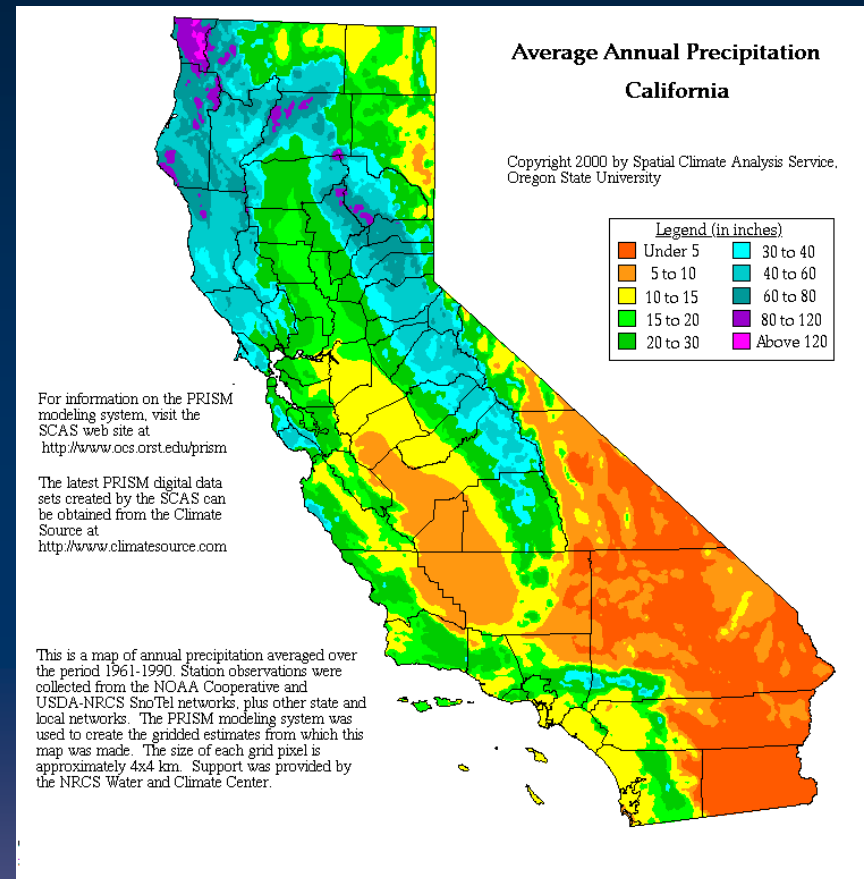 Average Annual Precipitation
California
Copyright 2000 by Spatial Climate Analysis Service,
Oregon State University
Legend (in inches)
Under 5
5 to 10
10 to 15
15 to 20
20 to 30
30 to 40
40 to 60
60 to 80
80 to 120
Above 120
For information on the PRISM
modeling system, visit the
SCAS web site at
http://www.ocs.orst.edu/prism
The latest PRISM digital data
sets created by the SCAS can
be obtained from the Climate
Source at
http://www.climatesource.com
This is a map of annual precipitation averaged over
the period 1961-1990. Station observations were
collected from the NOAA Cooperative and
USDA-NRCS SnoTel networks, plus other state and
local networks. The PRISM modeling system was
used to create the gridded estimates from which this
map was made. The size of each grid pixel is
approximately 4x4 km. Support was provided by
the NRCS Water and Climate Center.